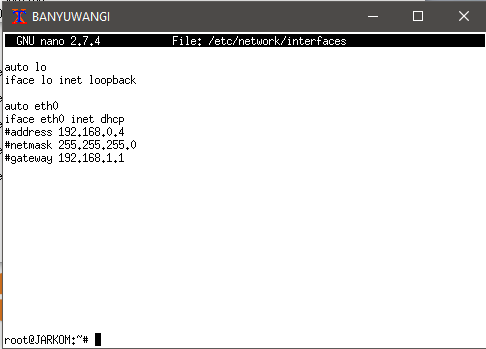 BANYUWANGI
GNU nano 2.7.4 File: /etc/network/interfaces
auto lo
iface lo inet loopback
auto eth0
iface eth0 inet dhcp
#address 192.168.0.4
#netmask 255.255.255.0
#gateway 192.168.1.1
root@JARKOM:~#